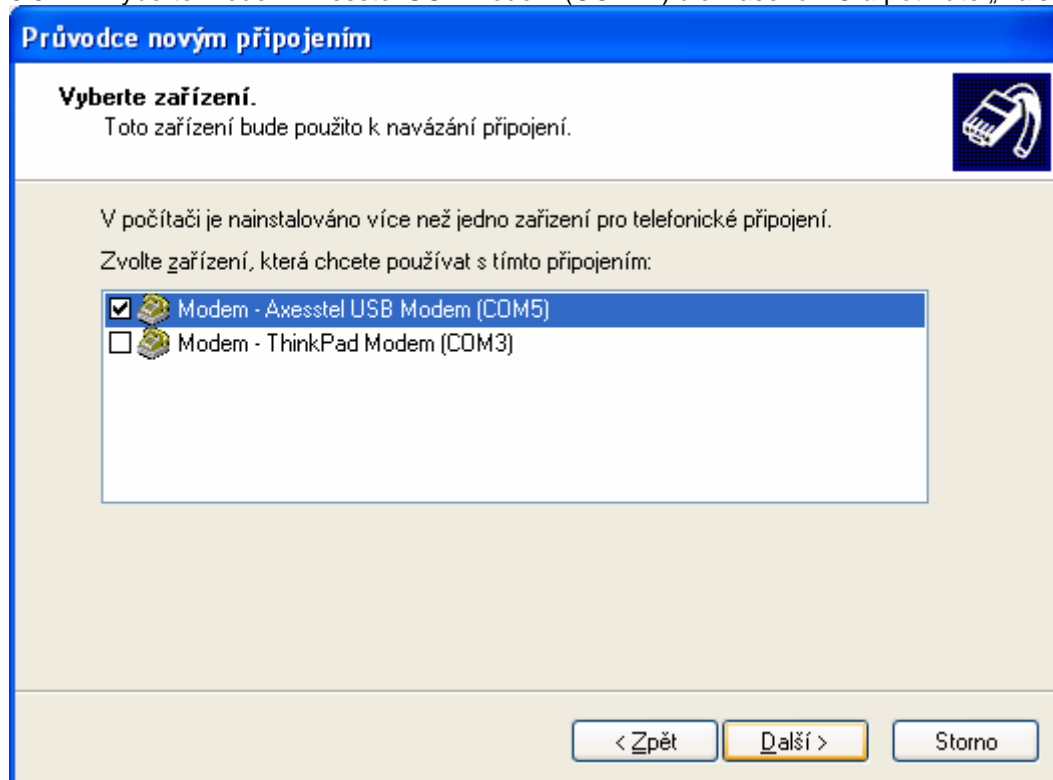 Průvodce novým připojením
Vyberte zařízení.
Toto zařízení bude použito k navázání připojení.
V počítači je nainstalováno více než jedno zařizení pro telefonické připojení.
Zvolte zařízení, která chcete používat s tímto připojením:
Modem - Axesstel USB Modem (COM5)
Modem - ThinkPad Modem (COM3)
< Zpět
Další >
Storno